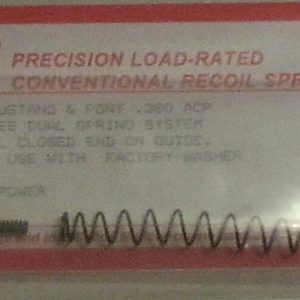 PRECISION LOAD-RATED
CONVENTIONAL RECOIL SPR
USTANG & PONY .380 ACP
DUAL SPRING SYSTEM
CLOSED END ON GUIDE.
USE WITH FACTORY WASHER
POWER